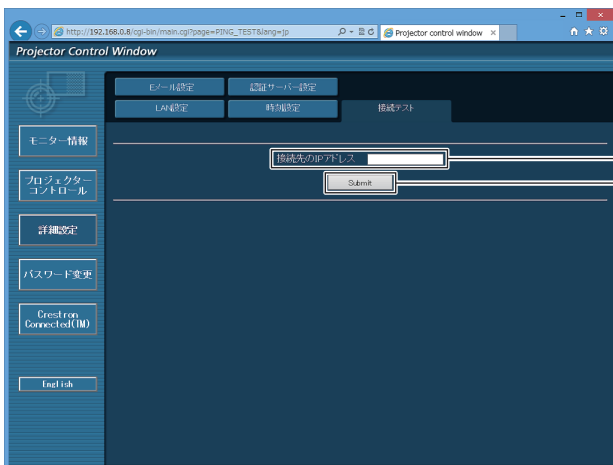 http://192.168.0.8/cgi-bin/main.cgi?page=PING_TEST&lang=jp
Projector control window
Projector Control Window
Eメール設定
認証サーバー設定
LAN設定
時刻設定
接続テスト
モニター情報
接続先のIPアドレス
Submit
プロジェクター
コントロール
詳細設定
パスワード変更
Crestron
Connected(TM)
English